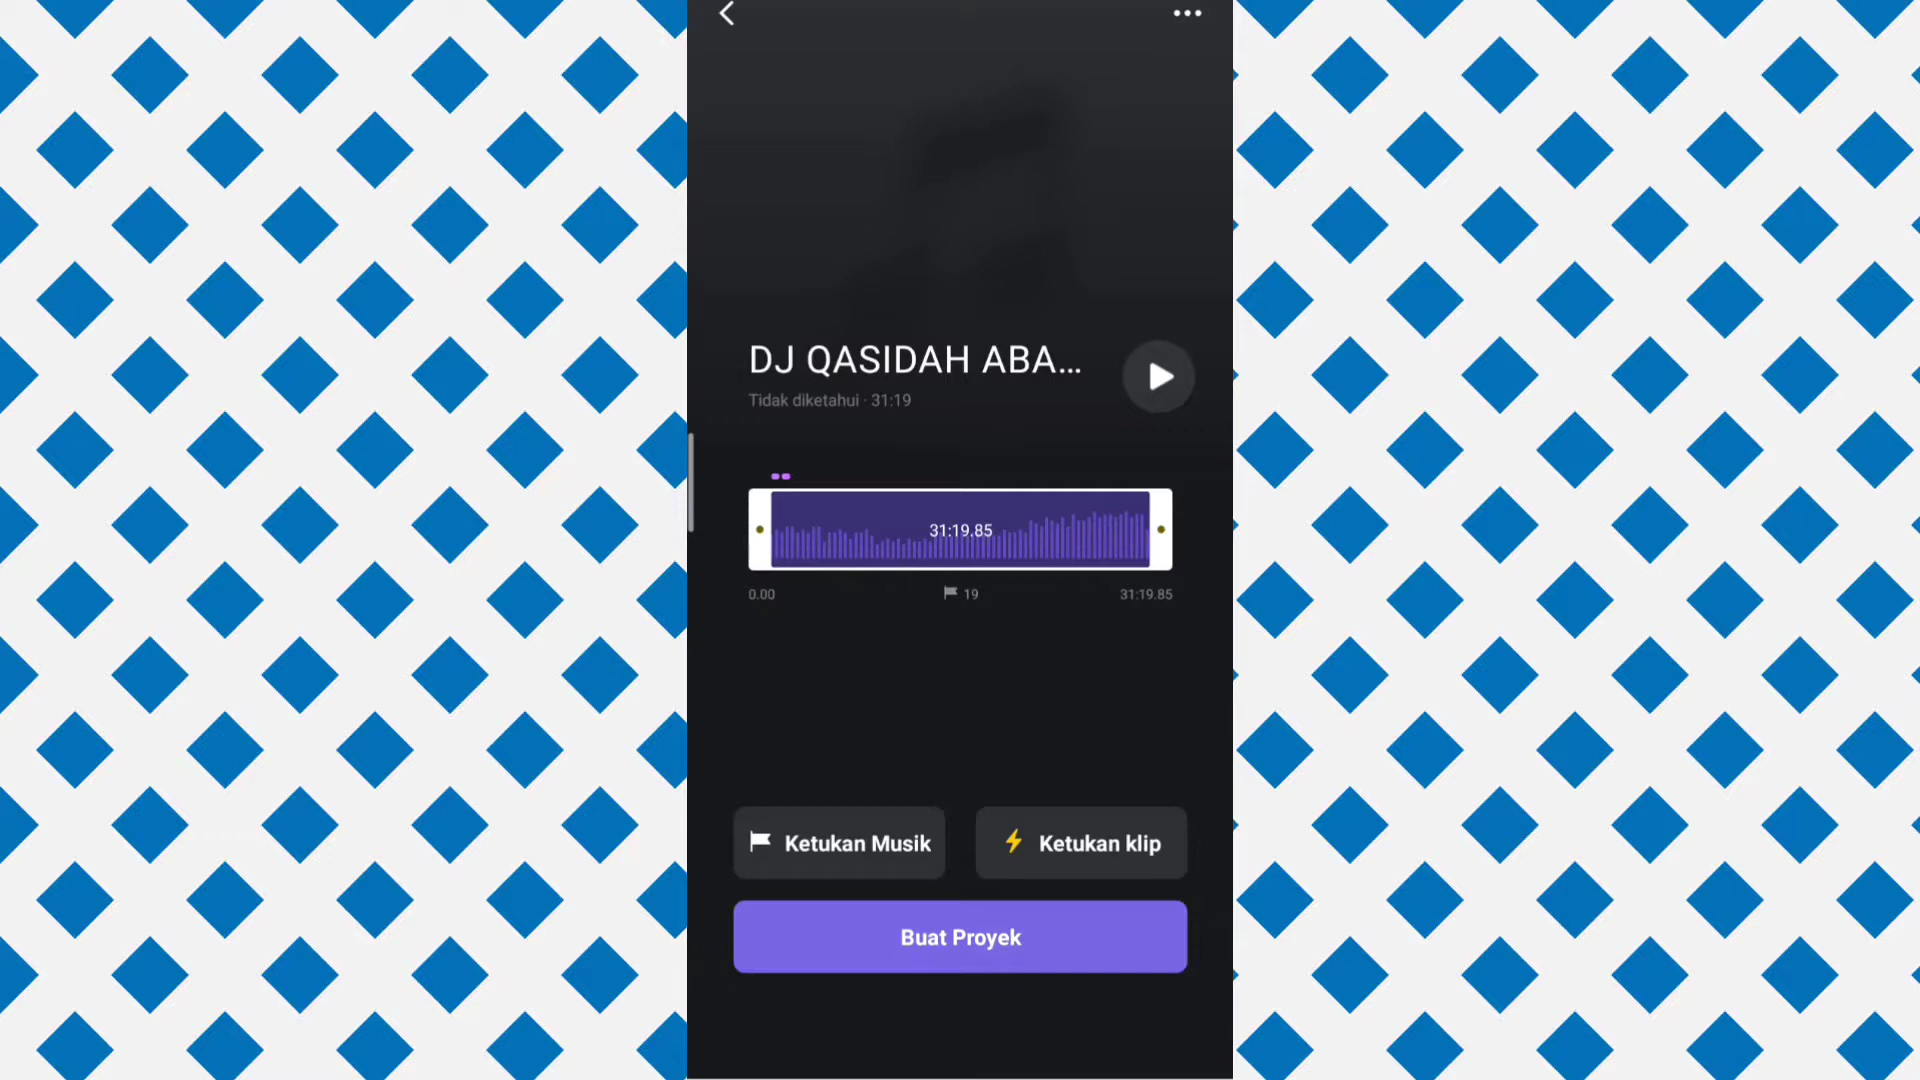 DJ QASIDAH ABA...
Tidak diketahui · 31:19
31:19.85
0.00
19
31:19.85
Ketukan Musik
Ketukan klip
Buat Proyek